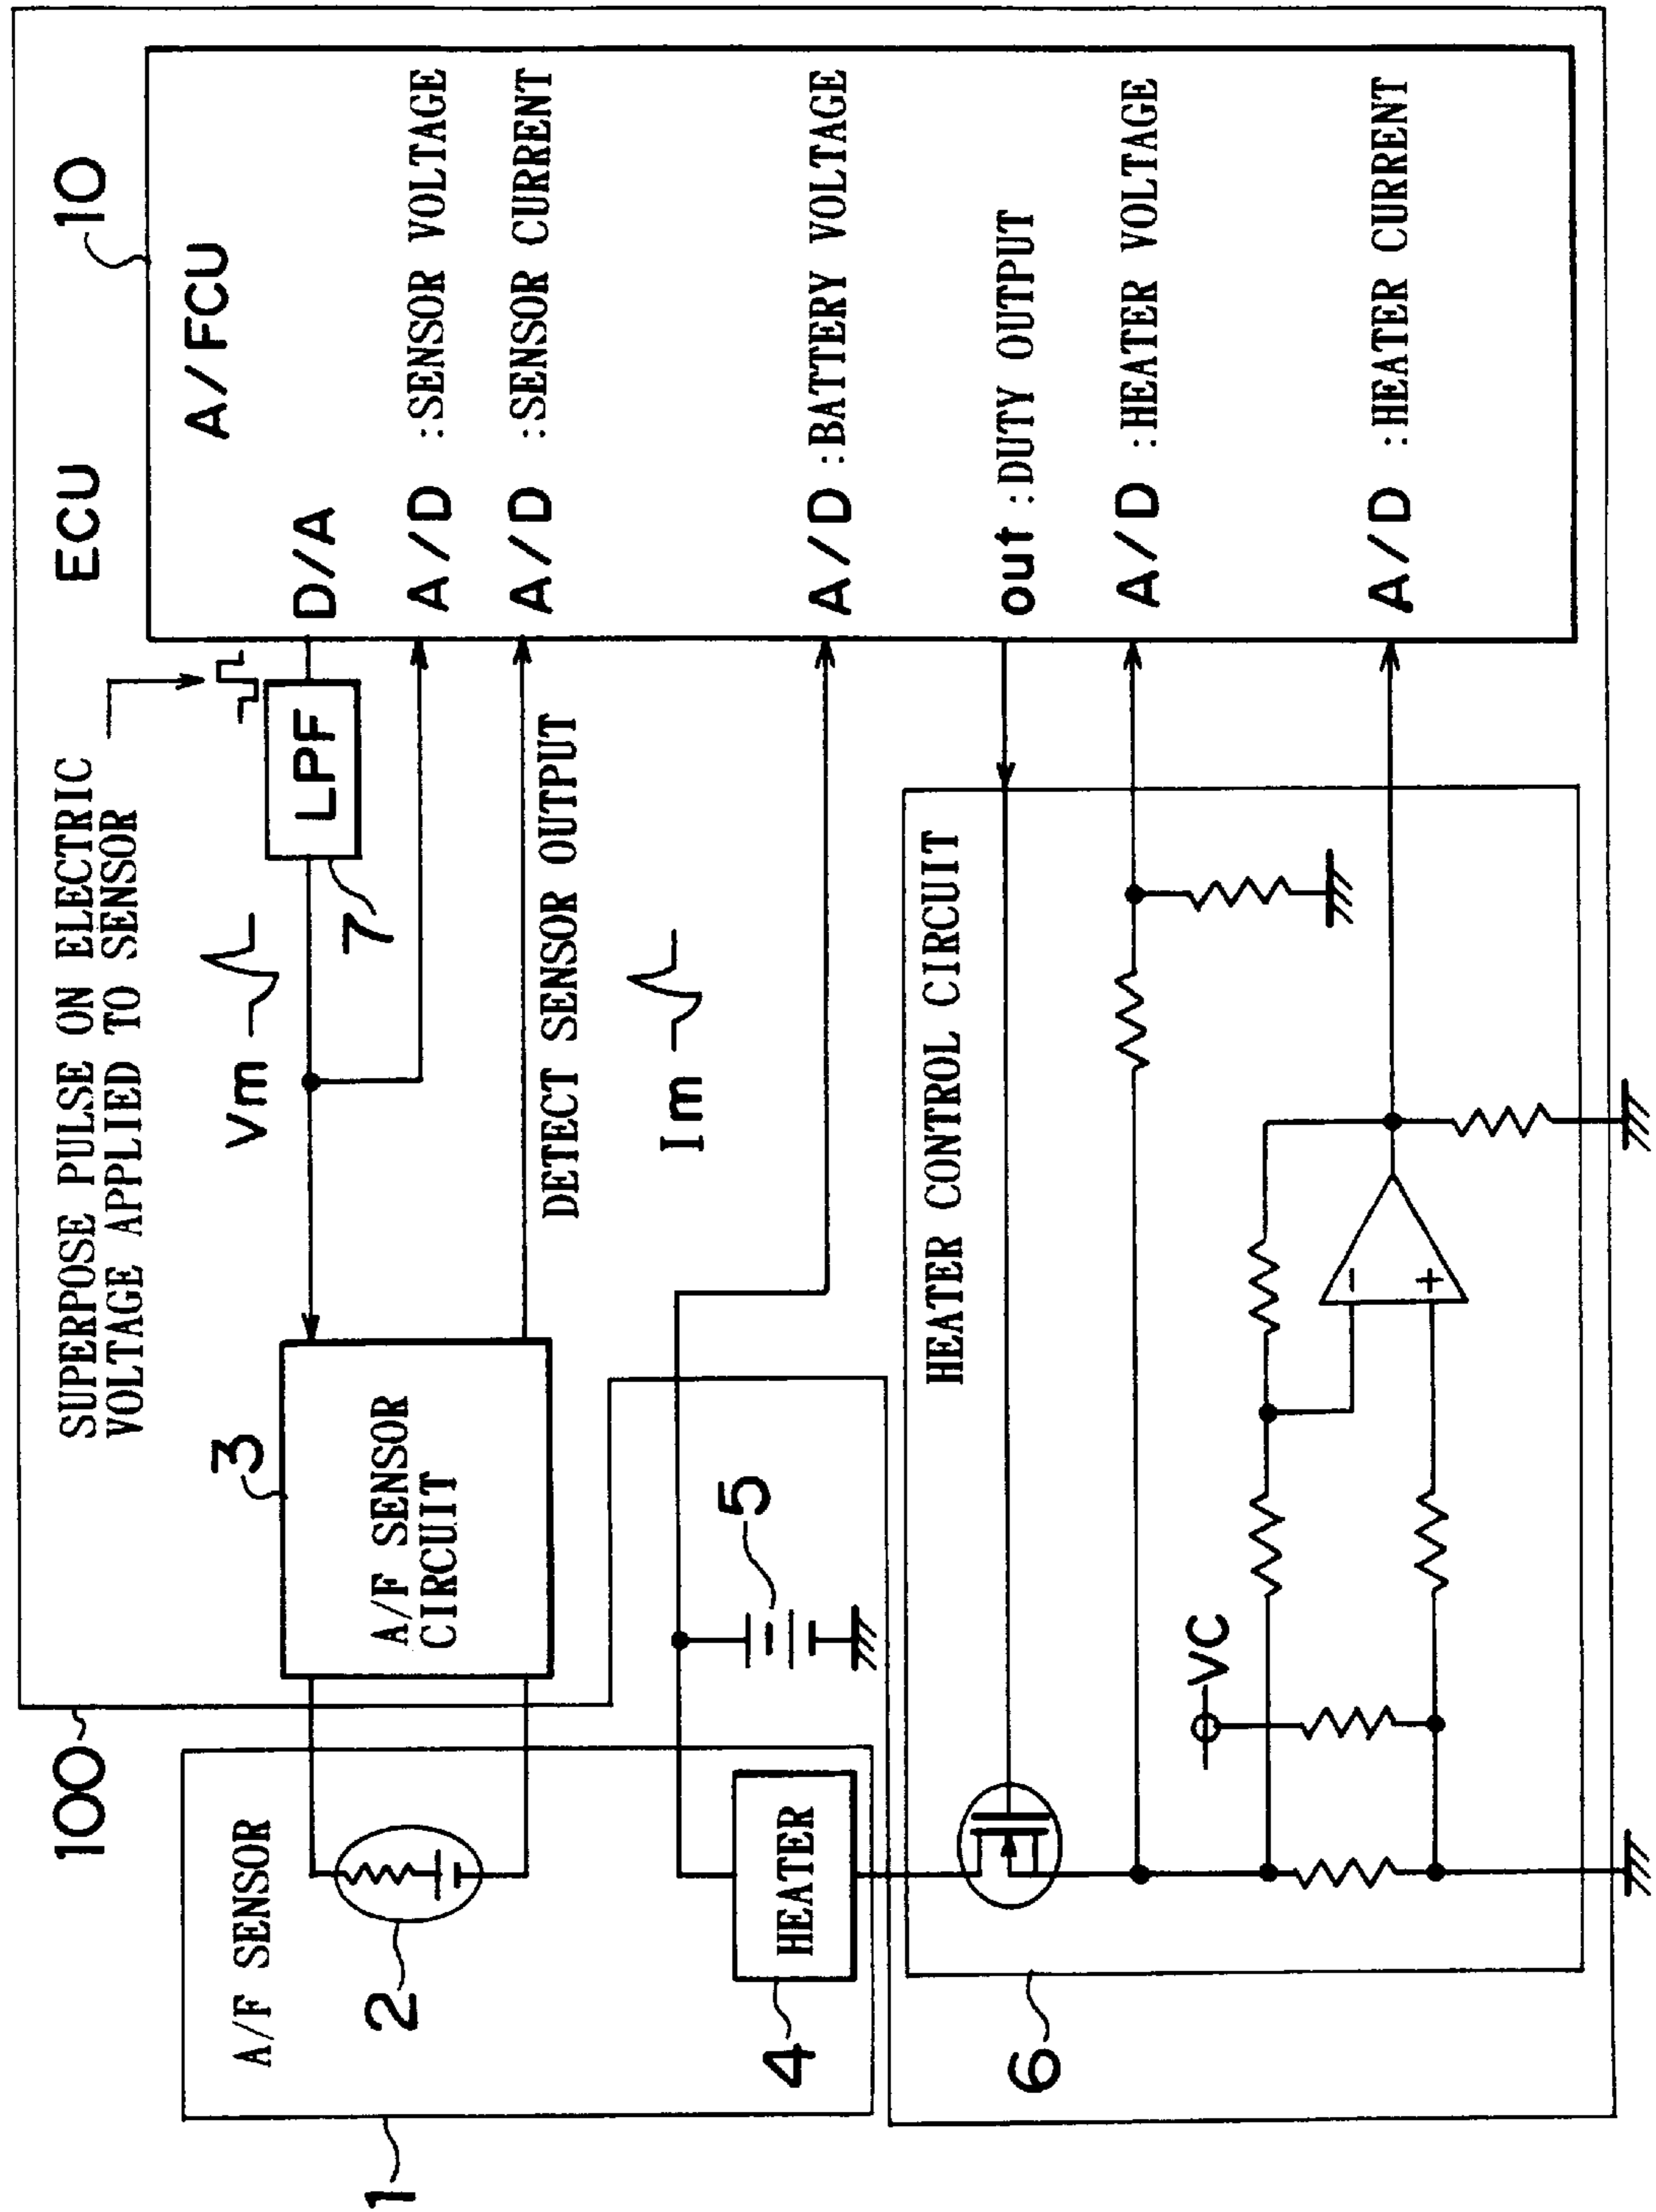 100
ECU
10
SUPERPOSE PULSE ON ELECTRIC
VOLTAGE APPLIED TO SENSOR
A/FCU
A/F SENSOR
3
Vm
LPF
7
D/A
2
A/F SENSOR
CIRCUIT
A/D :SENSOR VOLTAGE
A/D :SENSOR CURRENT
DETECT SENSOR OUTPUT
1
Im
5
4
HEATER
A/D :BATTERY VOLTAGE
HEATER CONTROL CIRCUIT
out :DUTY OUTPUT
6
A/D :HEATER VOLTAGE
VC
-
+
A/D :HEATER CURRENT